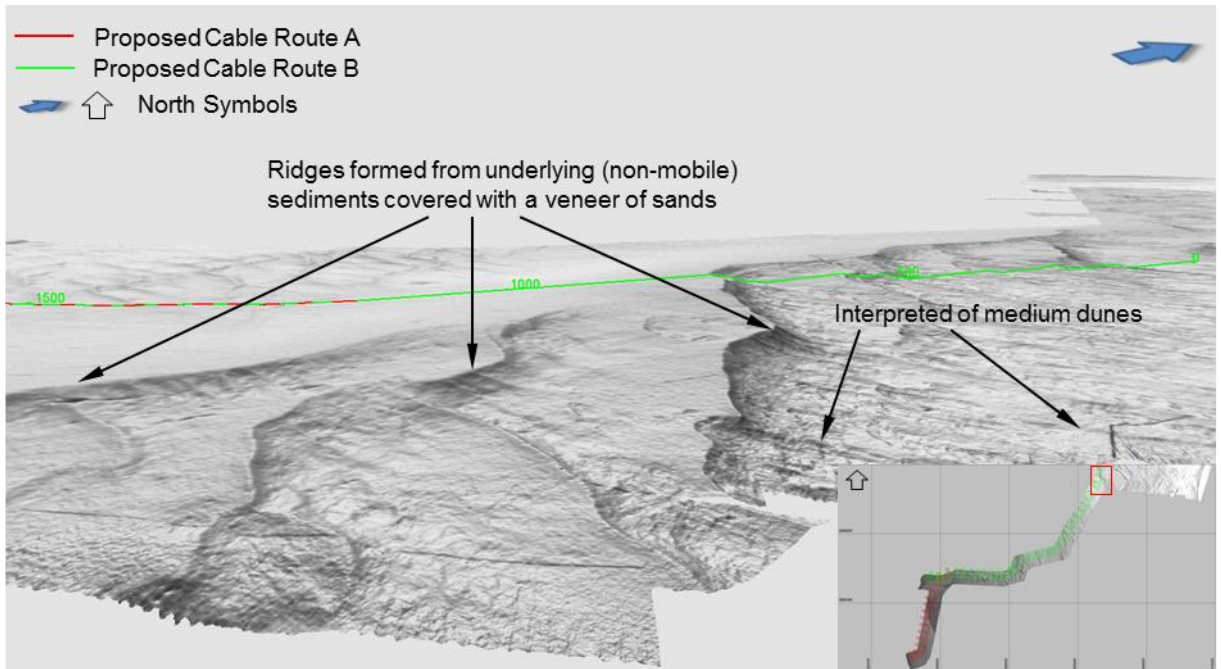 Proposed Cable Route A
Proposed Cable Route B
North Symbols
Ridges formed from underlying (non-mobile)
sediments covered with a veneer of sands
Interpreted of medium dunes
1500
1000
0